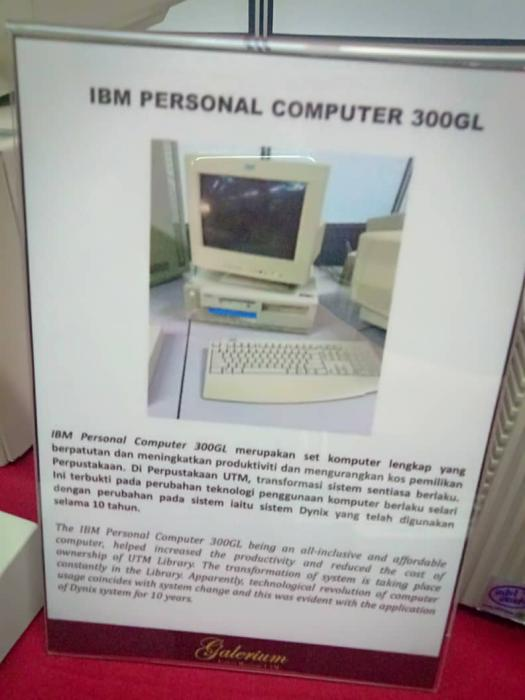 IBM PERSONAL COMPUTER 300GL
IBM Personal Computer 300GL merupakan set komputer lengkap yang
berpatutan dan meningkatkan produktiviti dan mengurangkan kos pemilikan
Perpustakaan. Di Perpustakaan UTM, transformasi sistem sentiasa berlaku.
Ini terbukti pada perubahan teknologi penggunaan komputer berlaku selari
dengan perubahan pada sistem iaitu sistem Dynix yang telah digunakan
selama 10 tahun.
The IBM Personal Computer 300GL being an all-inclusive and affordable
computer, helped increased the productivity and reduced the cost of
ownership of UTM Library. The transformation of system is taking place
constantly in the Library. Apparently, technological revolution of computer
usage coincides with system change and this was evident with the application
of Dynix system for 10 years.
Galerium